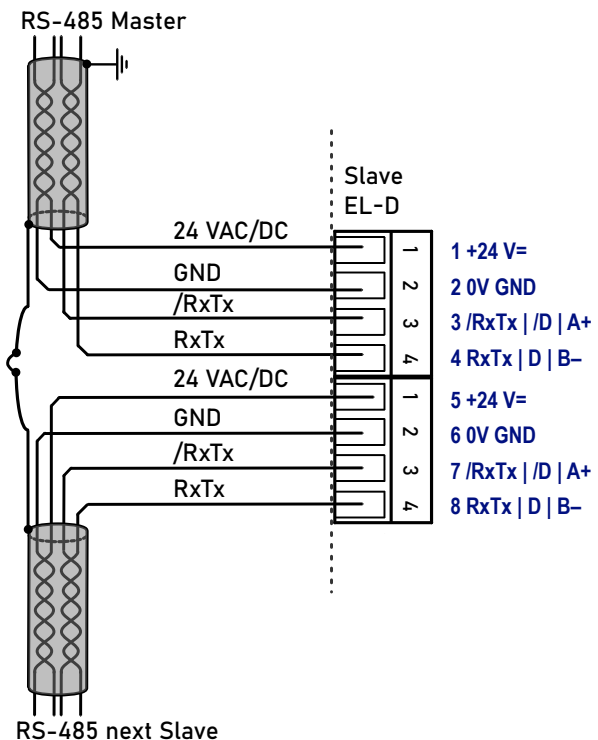 RS-485 Master
Slave
EL-D
24 VAC/DC
1
1 +24 V=
GND
2
2 0V GND
/RxTx
3
3 /RxTx | /D | A+
RxTx
4
4 RxTx | D | B–
24 VAC/DC
1
5 +24 V=
GND
2
6 0V GND
/RxTx
3
7 /RxTx | /D | A+
RxTx
4
8 RxTx | D | B–
RS-485 next Slave